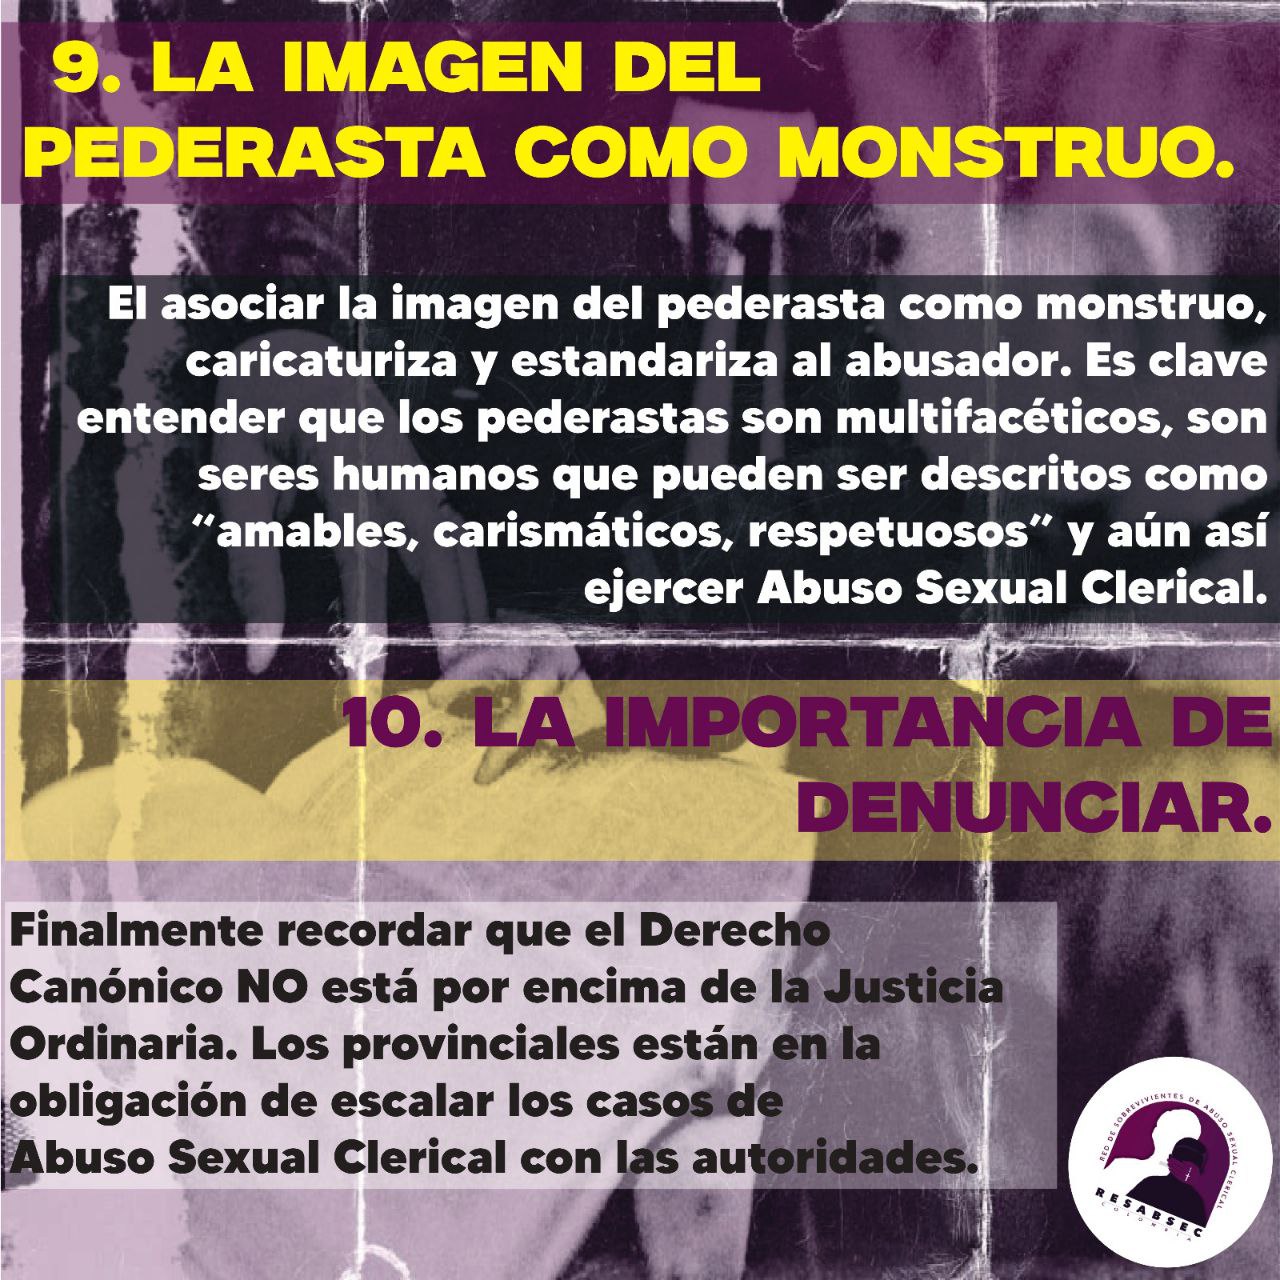 9. LA IMAGEN DEL
PEDERASTA COMO MONSTRUO.
El asociar la imagen del pederasta como monstruo,
caricaturiza y estandariza al abusador. Es clave
entender que los pederastas son multifacéticos, son
seres humanos que pueden ser descritos como
“amables, carismáticos, respetuosos” y aún así
ejercer Abuso Sexual Clerical.
10. LA IMPORTANCIA DE
DENUNCIAR.
Finalmente recordar que el Derecho
Canónico NO está por encima de la Justicia
Ordinaria. Los provinciales están en la
obligación de escalar los casos de
Abuso Sexual Clerical con las autoridades.
RED DE SOBREVIVIENTES DE ABUSO SEXUAL CLERICAL
RESABSEC
COLOMBIA